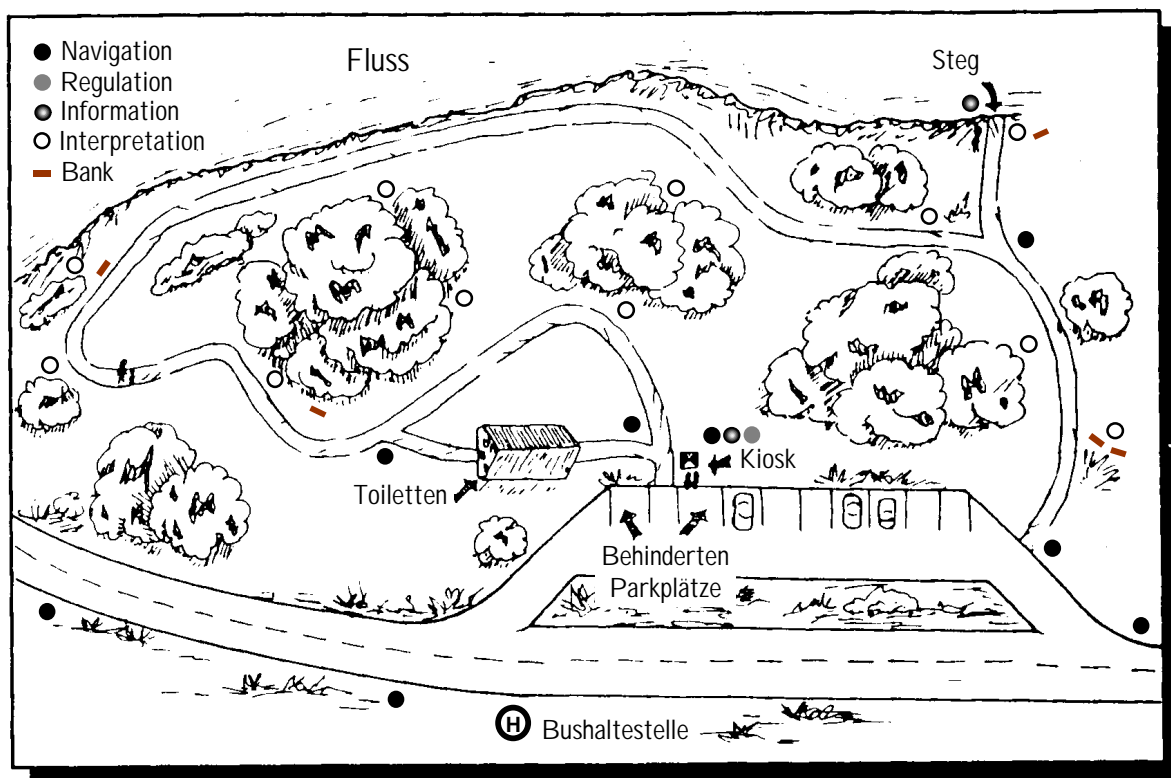 Navigation
Regulation
Information
Interpretation
Bank
Fluss
Steg
Kiosk
Toiletten
Behinderten
Parkplätze
H Bushaltestelle